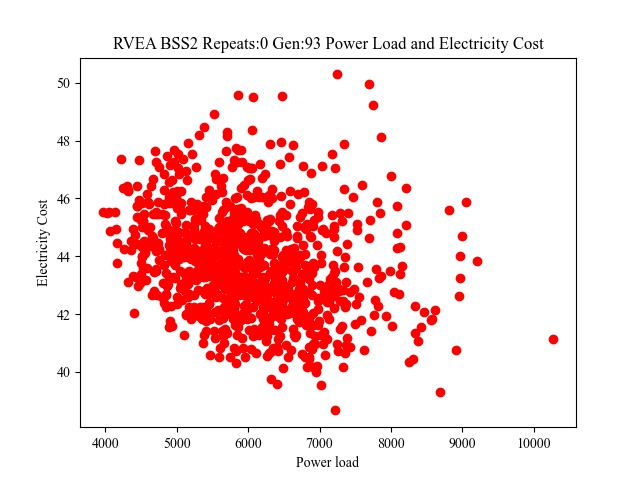 RVEA BSS2 Repeats:0 Gen:93 Power Load and Electricity Cost
50
48
46
44
42
40
Electricity Cost
4000 5000 6000 7000 8000 9000 10000
Power load